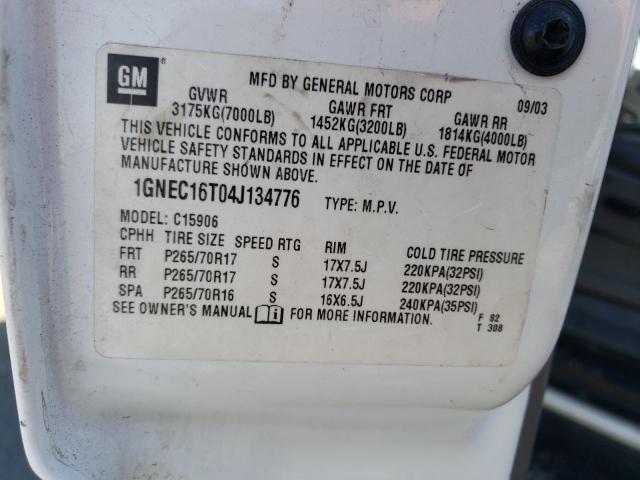 GM ®
MFD BY GENERAL MOTORS CORP 09/03
GVWR GAWR FRT GAWR RR
3175KG(7000LB) 1452KG(3200LB) 1814KG(4000LB)
THIS VEHICLE CONFORMS TO ALL APPLICABLE U.S. FEDERAL MOTOR
VEHICLE SAFETY STANDARDS IN EFFECT ON THE DATE OF
MANUFACTURE SHOWN ABOVE.
1GNEC16T04J134776 TYPE: M.P.V.
MODEL: C15906
CPHH TIRE SIZE SPEED RTG RIM COLD TIRE PRESSURE
FRT P265/70R17 S 17X7.5J 220KPA(32PSI)
RR P265/70R17 S 17X7.5J 220KPA(32PSI)
SPA P265/70R16 S 16X6.5J 240KPA(35PSI)
SEE OWNER'S MANUAL FOR MORE INFORMATION. F 82
T 308